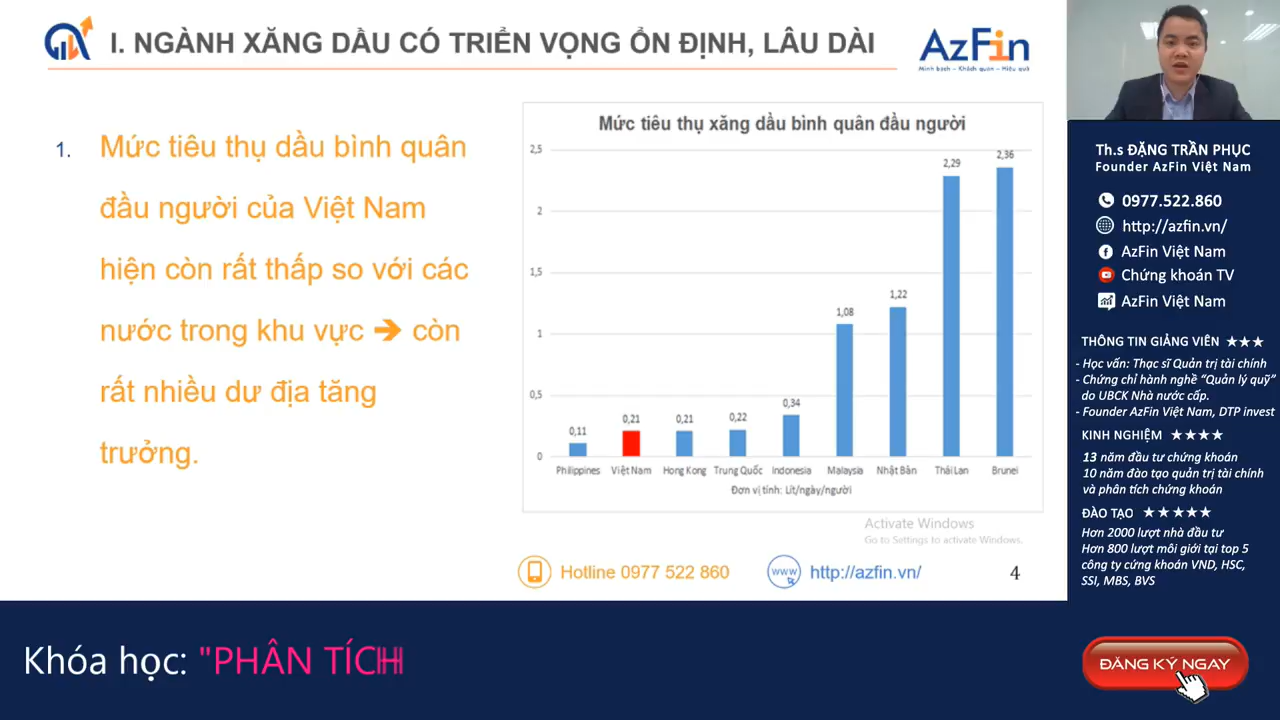 I. NGÀNH XĂNG DẦU CÓ TRIỂN VỌNG ỔN ĐỊNH, LÂU DÀI
AzFin
Minh bạch – Khách quan – Hiệu quả
1. Mức tiêu thụ dầu bình quân
đầu người của Việt Nam
hiện còn rất thấp so với các
nước trong khu vực ➔ còn
rất nhiều dư địa tăng
trưởng.
Mức tiêu thụ xăng dầu bình quân đầu người
2,5
2
1,5
1
0,5
0
0,11
0,21
0,21
0,22
0,34
1,08
1,22
2,29
2,36
Philippines
Việt Nam
Hong Kong
Trung Quốc
Indonesia
Malaysia
Nhật Bản
Thái Lan
Brunei
Đơn vị tính: Lít/ngày/người
Activate Windows
Go to Settings to activate Windows.
Hotline 0977 522 860
www
http://azfin.vn/
4
Th.s ĐẶNG TRẦN PHỤC
Founder AzFin Việt Nam
0977.522.860
http://azfin.vn/
AzFin Việt Nam
Chứng khoán TV
AzFin Việt Nam
THÔNG TIN GIẢNG VIÊN ★★★
- Học vấn: Thạc sĩ Quản trị tài chính
- Chứng chỉ hành nghề “Quản lý quỹ”
do UBCK Nhà nước cấp.
- Founder AzFin Việt Nam, DTP invest
KINH NGHIỆM ★★★★
13 năm đầu tư chứng khoán
10 năm đào tạo quản trị tài chính
và phân tích chứng khoán
ĐÀO TẠO ★★★★★
Hơn 2000 lượt nhà đầu tư
Hơn 800 lượt môi giới tại top 5
công ty cứng khoán VND, HSC,
SSI, MBS, BVS
Khóa học: "PHÂN TÍCH
ĐĂNG KÝ NGAY